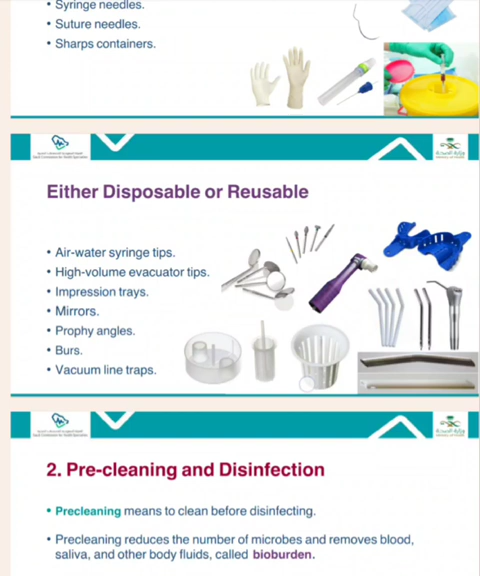 • Syringe needles.
• Suture needles.
• Sharps containers.
Either Disposable or Reusable
• Air-water syringe tips.
• High-volume evacuator tips.
• Impression trays.
• Mirrors.
• Prophy angles.
• Burs.
• Vacuum line traps.
2. Pre-cleaning and Disinfection
• Precleaning means to clean before disinfecting.
• Precleaning reduces the number of microbes and removes blood,
saliva, and other body fluids, called bioburden.